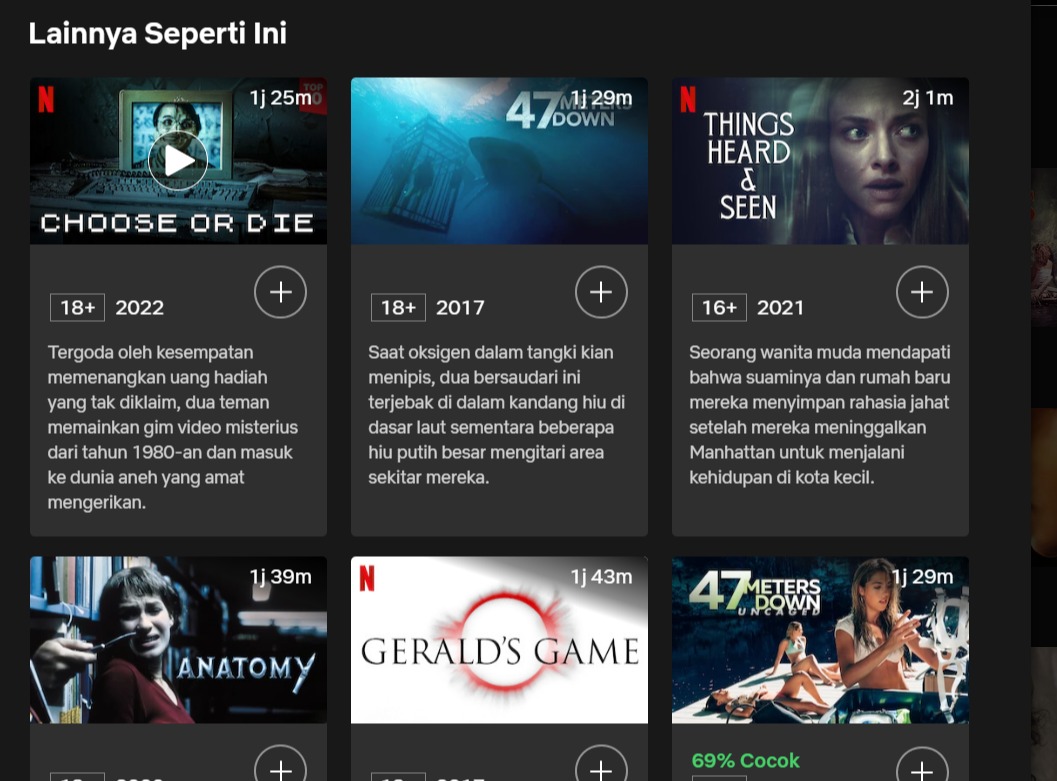 Lainnya Seperti Ini
N
1j 25m
TOP
CHOOSE OR DIE
18+ 2022
Tergoda oleh kesempatan
memenangkan uang hadiah
yang tak diklaim, dua teman
memainkan gim video misterius
dari tahun 1980-an dan masuk
ke dunia aneh yang amat
mengerikan.
1j 29m
47 METERS
DOWN
18+ 2017
Saat oksigen dalam tangki kian
menipis, dua bersaudari ini
terjebak di dalam kandang hiu di
dasar laut sementara beberapa
hiu putih besar mengitari area
sekitar mereka.
N
2j 1m
THINGS
HEARD
&
SEEN
16+ 2021
Seorang wanita muda mendapati
bahwa suaminya dan rumah baru
mereka menyimpan rahasia jahat
setelah mereka meninggalkan
Manhattan untuk menjalani
kehidupan di kota kecil.
1j 39m
ANATOMY
N
1j 43m
GERALD'S GAME
1j 29m
47 METERS
DOWN
UNCAGED
69% Cocok